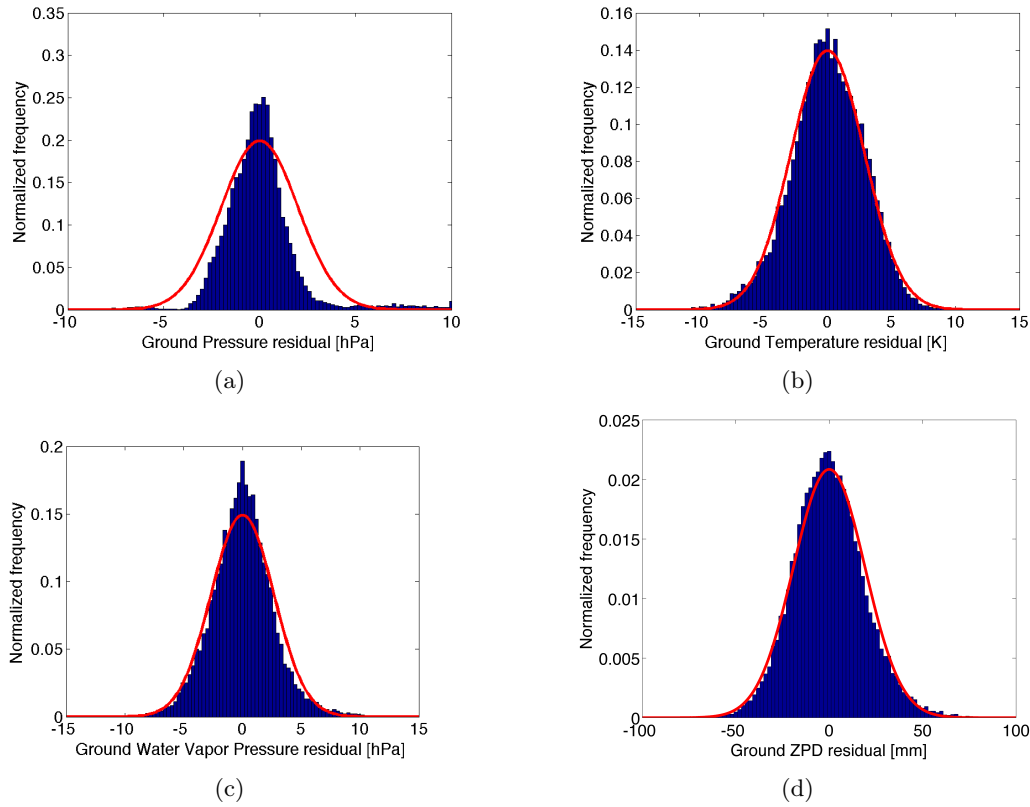 0.35
0.3
0.25
0.2
0.15
0.1
0.05
0
Normalized frequency
-10 -5 0 5 10
Ground Pressure residual [hPa]
(a)
0.16
0.14
0.12
0.1
0.08
0.06
0.04
0.02
0
Normalized frequency
-15 -10 -5 0 5 10 15
Ground Temperature residual [K]
(b)
0.2
0.15
0.1
0.05
0
Normalized frequency
-15 -10 -5 0 5 10 15
Ground Water Vapor Pressure residual [hPa]
(c)
0.025
0.02
0.015
0.01
0.005
0
Normalized frequency
-100 -50 0 50 100
Ground ZPD residual [mm]
(d)